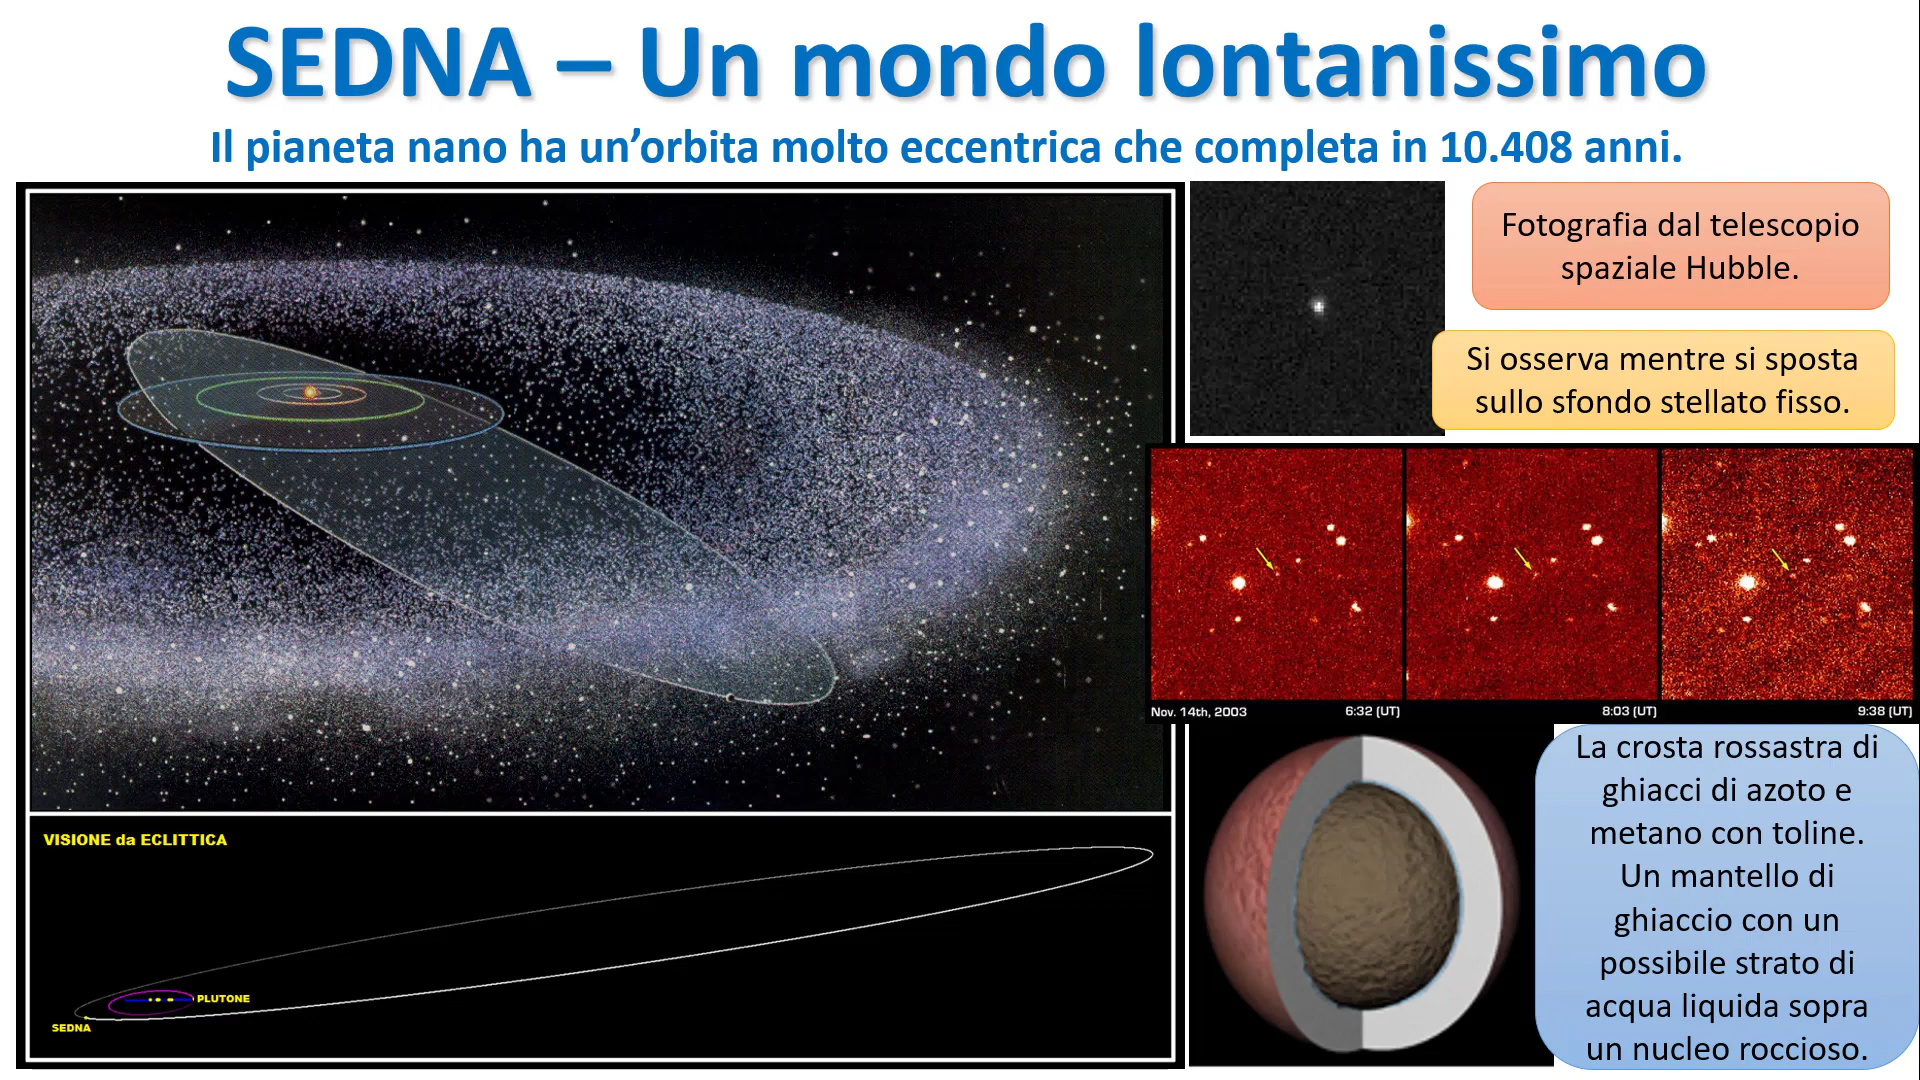 SEDNA – Un mondo lontanissimo
Il pianeta nano ha un’orbita molto eccentrica che completa in 10.408 anni.
Fotografia dal telescopio
spaziale Hubble.
Si osserva mentre si sposta
sullo sfondo stellato fisso.
Nov. 14th, 2003 6:32 (UT) 8:03 (UT) 9:38 (UT)
VISIONE da ECLITTICA
PLUTONE
SEDNA
La crosta rossastra di
ghiacci di azoto e
metano con toline.
Un mantello di
ghiaccio con un
possibile strato di
acqua liquida sopra
un nucleo roccioso.